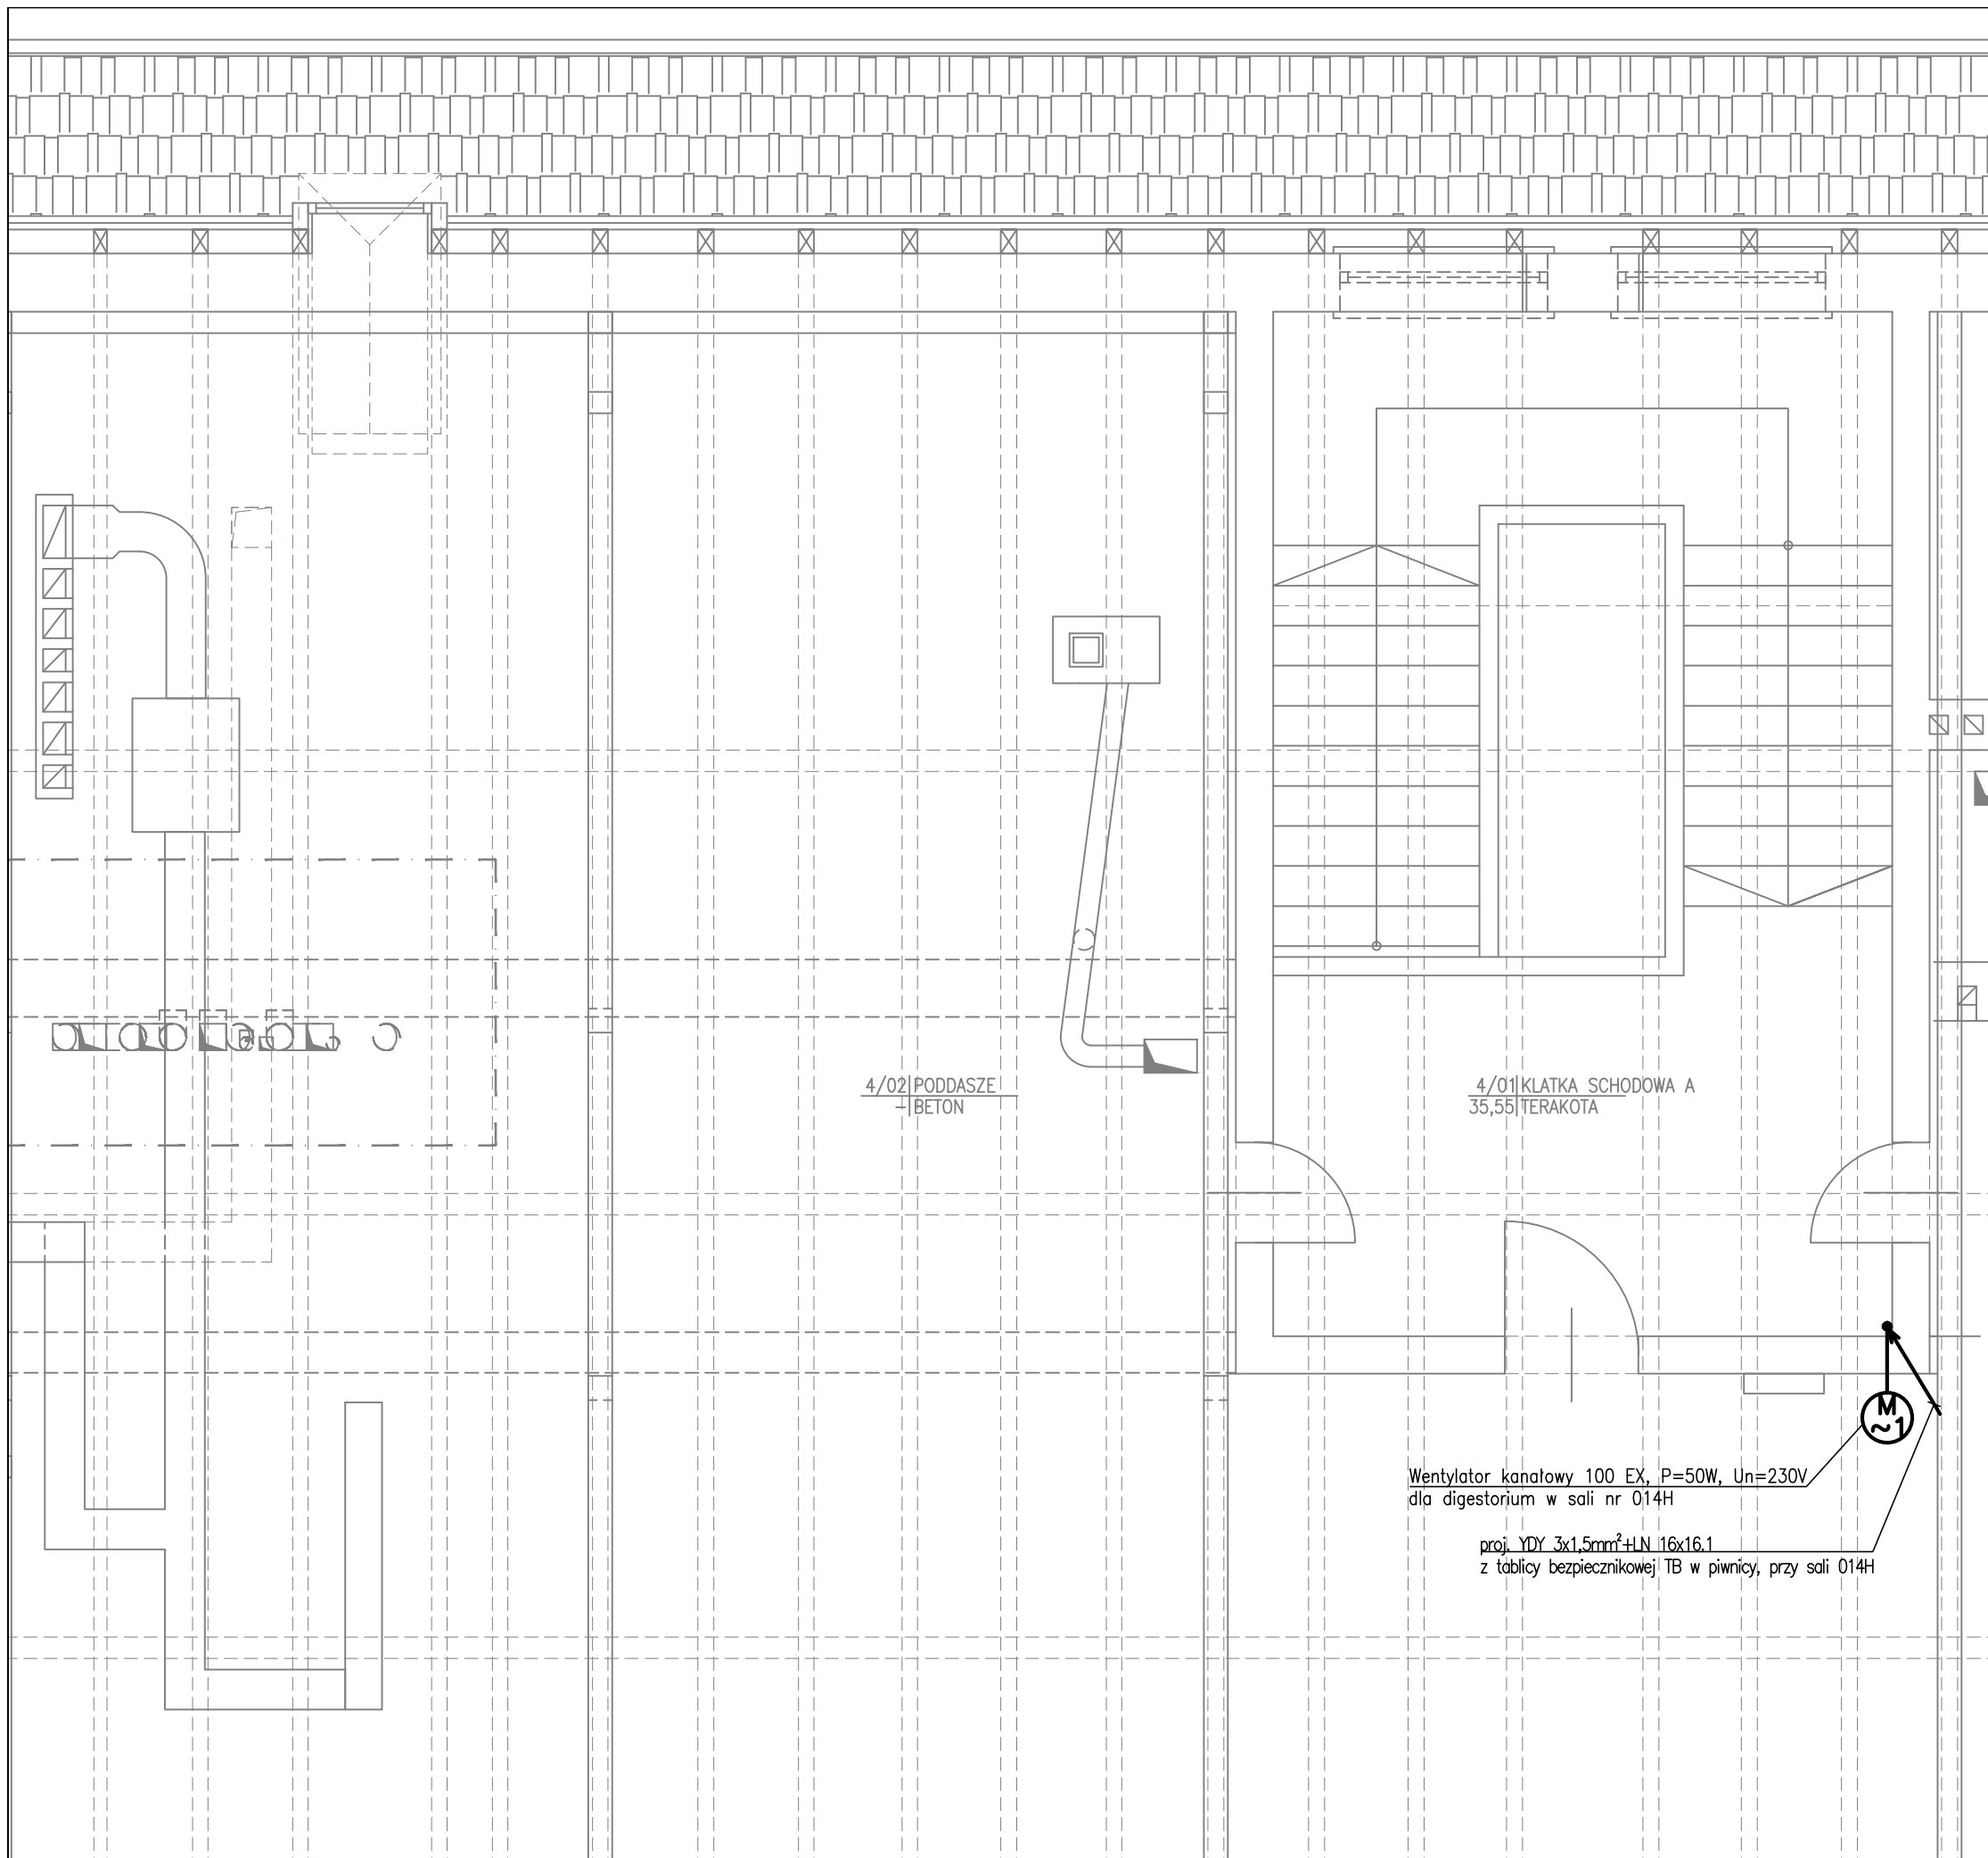 4/02 PODDASZE
- BETON
4/01 KLATKA SCHODOWA A
35,55 TERAKOTA
M
~1
Wentylator kanałowy 100 EX, P=50W, Un=230V
dla digestorium w sali nr 014H
proj. YDY 3x1,5mm²+LN 16x16.1
z tablicy bezpiecznikowej TB w piwnicy, przy sali 014H